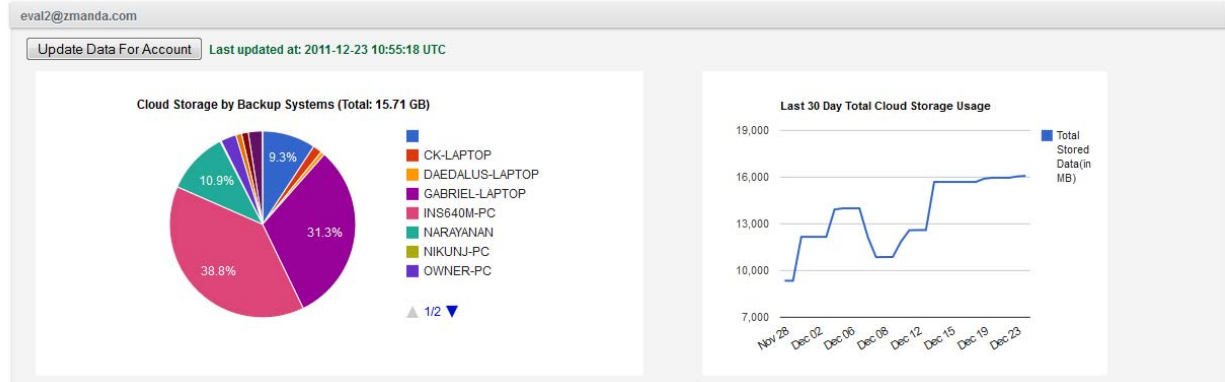 eval2@zmanda.com
Update Data For Account Last updated at: 2011-12-23 10:55:18 UTC
Cloud Storage by Backup Systems (Total: 15.71 GB)
9.3%
31.3%
38.8%
10.9%
CK-LAPTOP
DAEDALUS-LAPTOP
GABRIEL-LAPTOP
INS640M-PC
NARAYANAN
NIKUNJ-PC
OWNER-PC
1/2
Last 30 Day Total Cloud Storage Usage
19,000
16,000
13,000
10,000
7,000
Nov 28 Dec 02 Dec 06 Dec 08 Dec 12 Dec 15 Dec 19 Dec 23
Total
Stored
Data(in
MB)